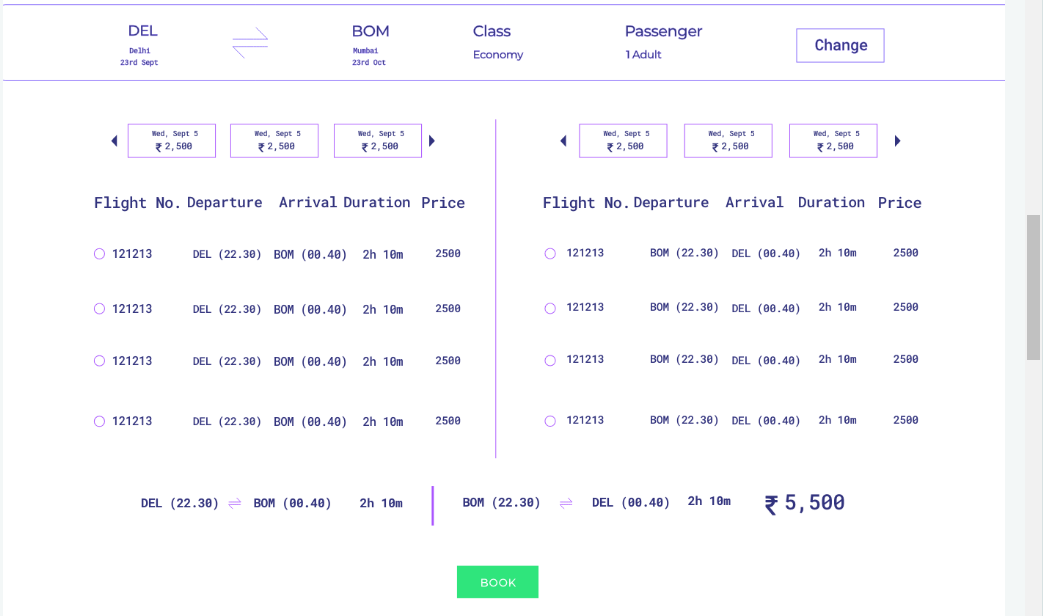 DEL BOM Class Passenger Change
Delhi Mumbai Economy 1 Adult
23rd Sept 23rd Oct
Wed, Sept 5 Wed, Sept 5 Wed, Sept 5 Wed, Sept 5 Wed, Sept 5 Wed, Sept 5
₹ 2,500 ₹ 2,500 ₹ 2,500 ₹ 2,500 ₹ 2,500 ₹ 2,500
Flight No. Departure Arrival Duration Price Flight No. Departure Arrival Duration Price
121213 DEL (22.30) BOM (00.40) 2h 10m 2500 121213 BOM (22.30) DEL (00.40) 2h 10m 2500
121213 DEL (22.30) BOM (00.40) 2h 10m 2500 121213 BOM (22.30) DEL (00.40) 2h 10m 2500
121213 DEL (22.30) BOM (00.40) 2h 10m 2500 121213 BOM (22.30) DEL (00.40) 2h 10m 2500
121213 DEL (22.30) BOM (00.40) 2h 10m 2500 121213 BOM (22.30) DEL (00.40) 2h 10m 2500
DEL (22.30) BOM (00.40) 2h 10m BOM (22.30) DEL (00.40) 2h 10m ₹ 5,500
BOOK